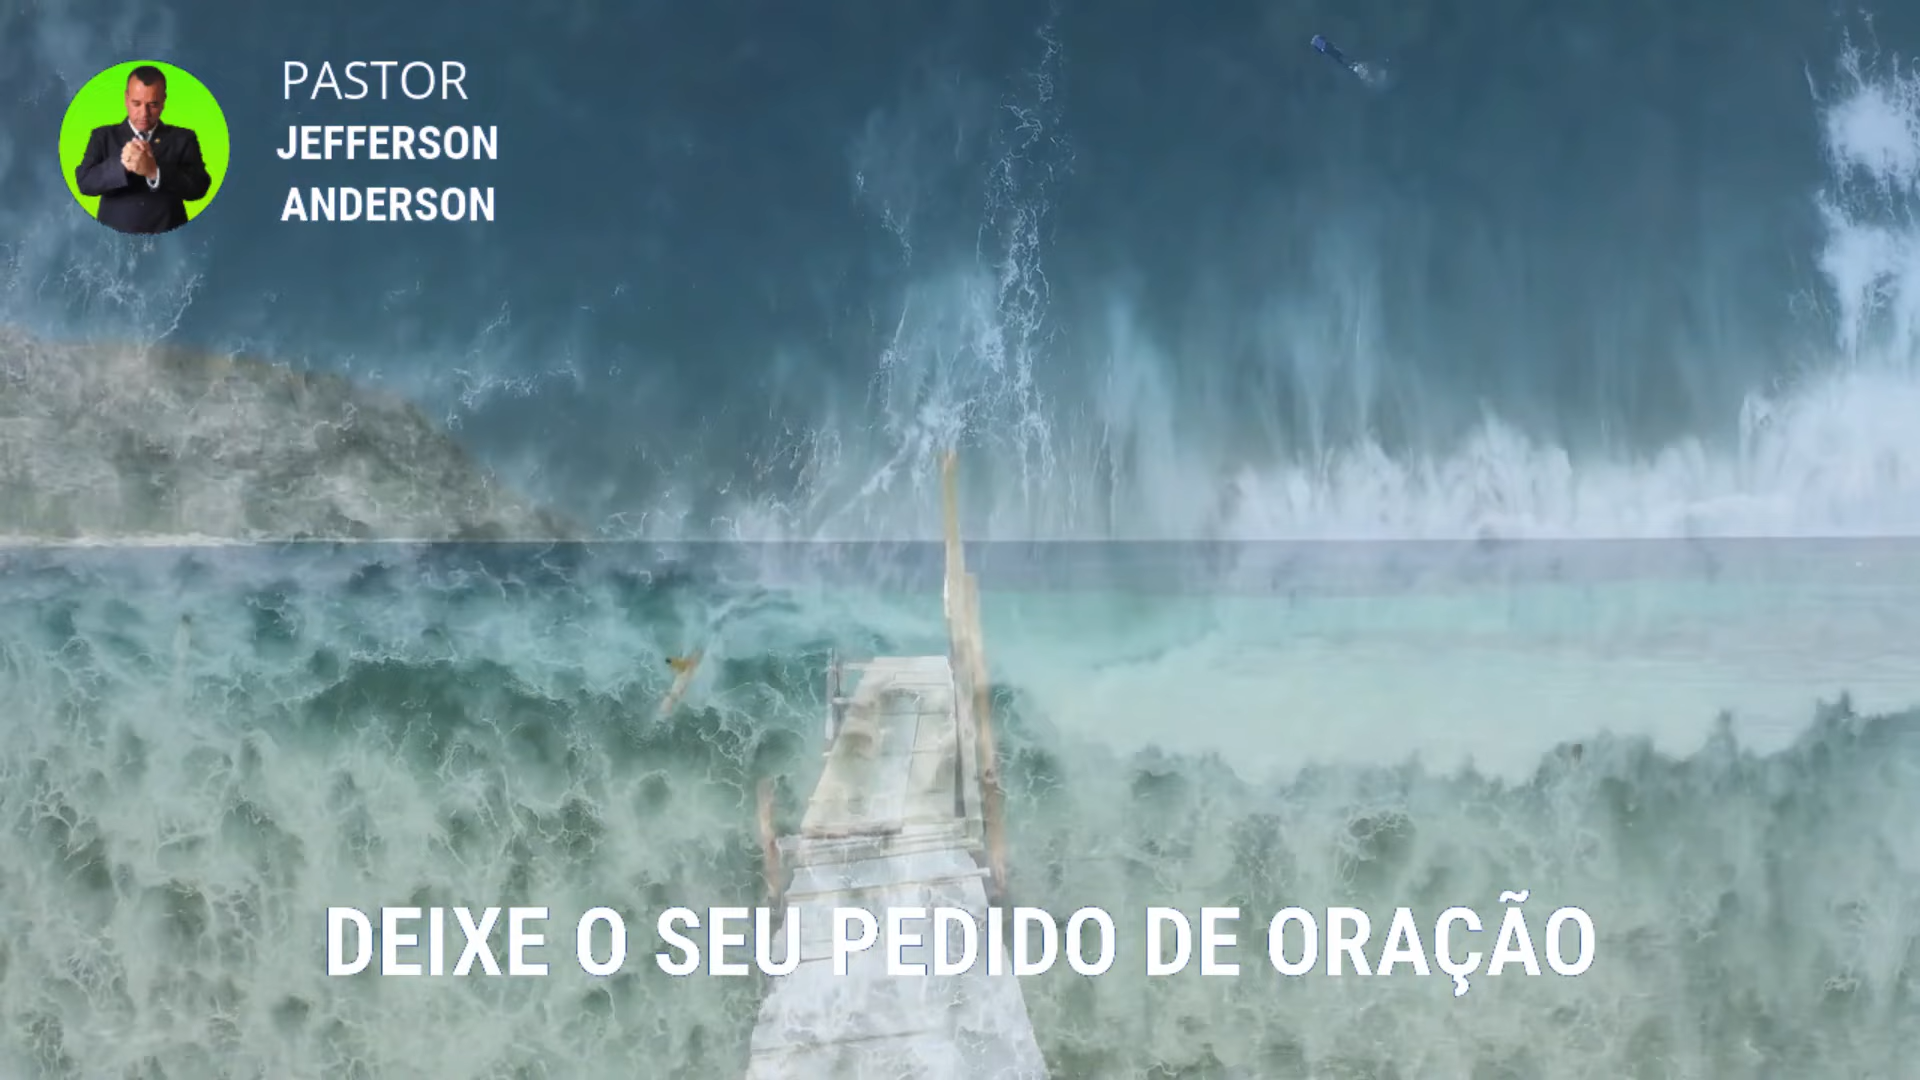 PASTOR
JEFFERSON
ANDERSON
DEIXE O SEU PEDIDO DE ORAÇÃO